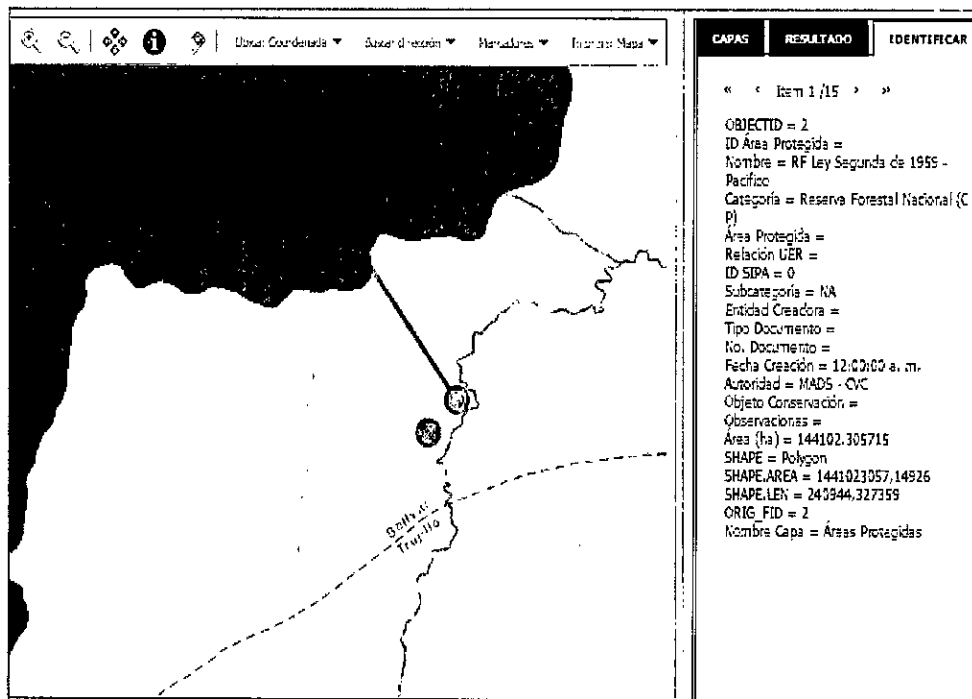 Buscar Coordenada ▼ Buscar dirección ▼ Marcadores ▼ Imprimir Mapa ▼
CAPAS RESULTADO IDENTIFICAR
« ‹ Item 1 /15 › »
OBJECTID = 2
ID Área Protegida =
Nombre = RF Ley Segunda de 1959 -
Pacifico
Categoría = Reserva Forestal Nacional (C
P)
Área Protegida =
Relación UER =
ID SIPA = 0
Subcategoría = NA
Entidad Creadora =
Tipo Documento =
No. Documento =
Fecha Creación = 12:00:00 a. m.
Autoridad = MADS - CVC
Objeto Conservación =
Observaciones =
Área (ha) = 144102.305715
SHAPE = Polygon
SHAPE.AREA = 1441023057,14926
SHAPE.LEN = 240944,327359
ORIG_FID = 2
Nombre Capa = Áreas Protegidas
Bolívar
Trujillo